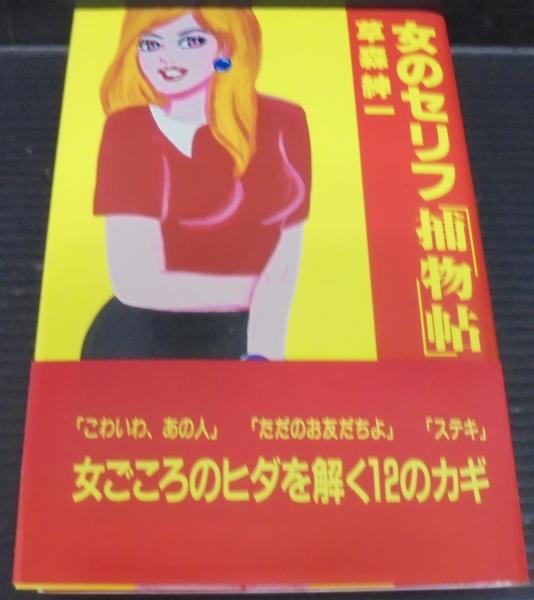 女のセリフ「捕物帖」
草森紳一
「こわいわ、あの人」 「ただのお友だちよ」 「ステキ」
女ごころのヒダを解く12のカギ